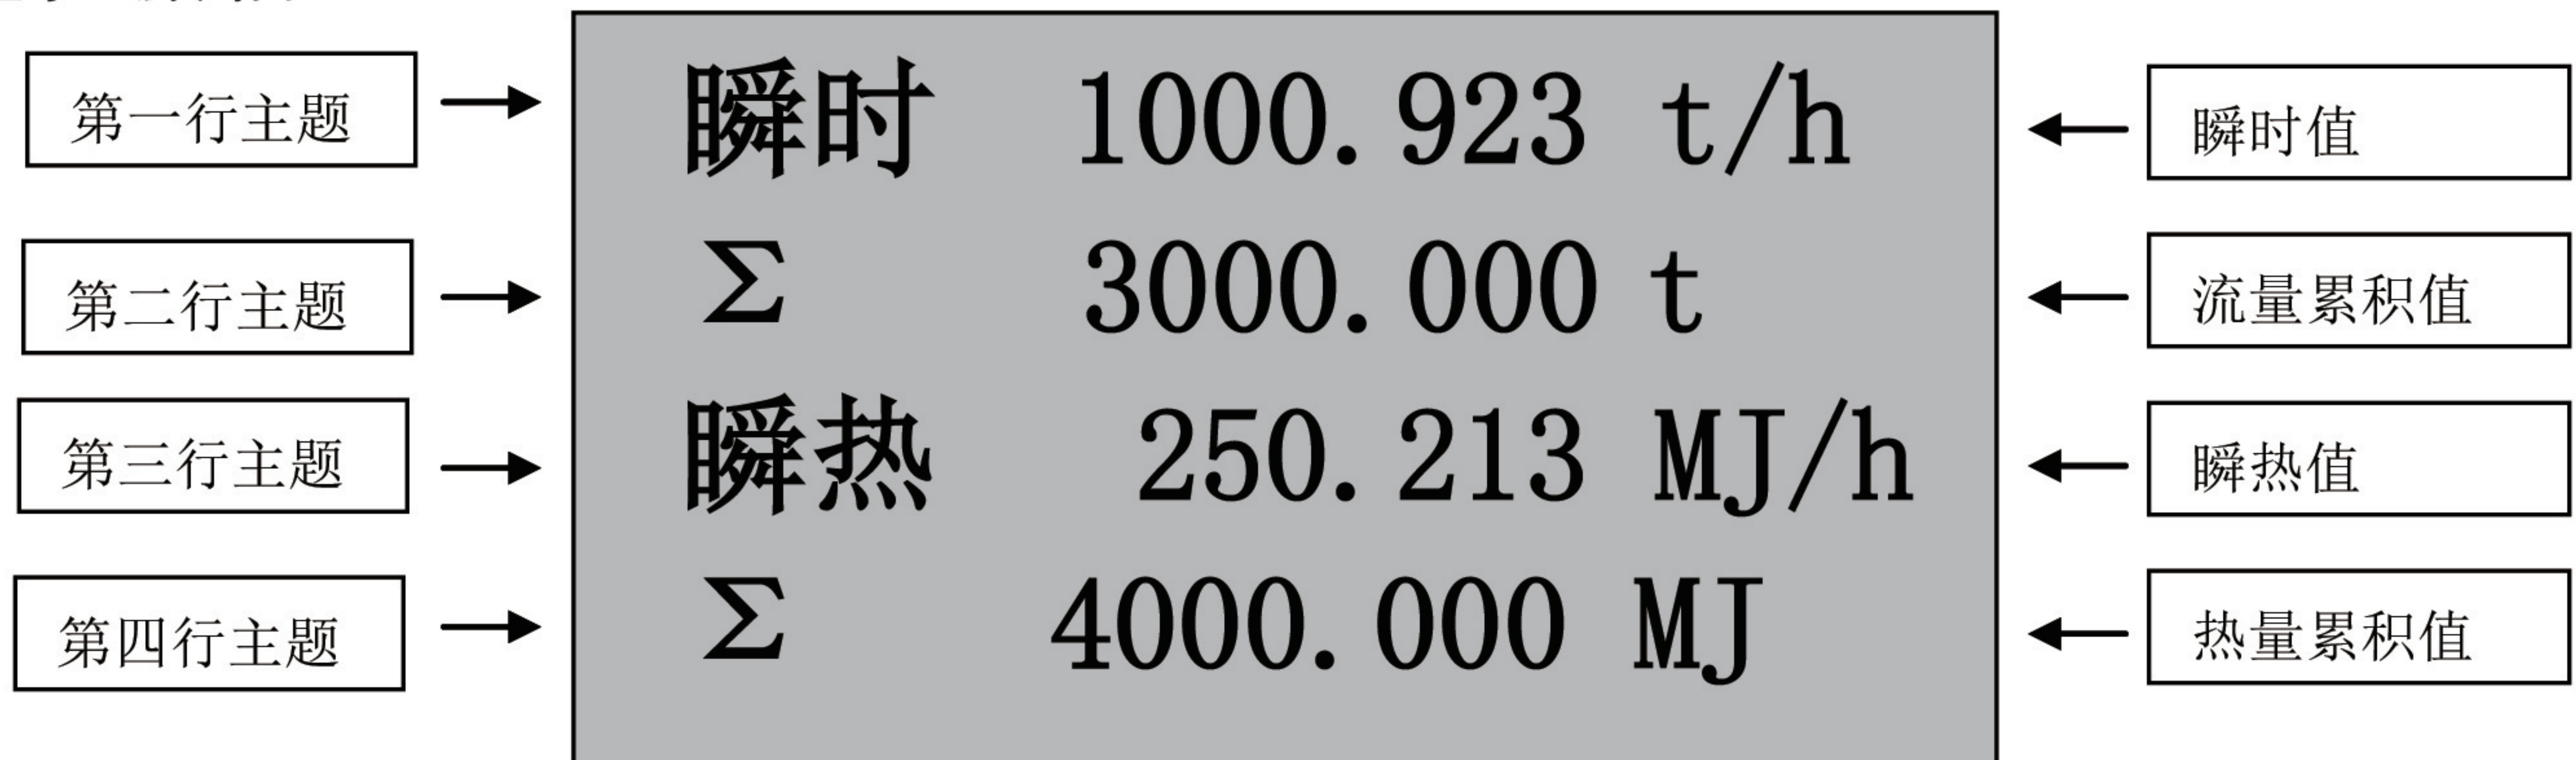 第一行主题
瞬时 1000.923 t/h
瞬时值
第二行主题
Σ 3000.000 t
流量累积值
第三行主题
瞬热 250.213 MJ/h
瞬热值
第四行主题
Σ 4000.000 MJ
热量累积值